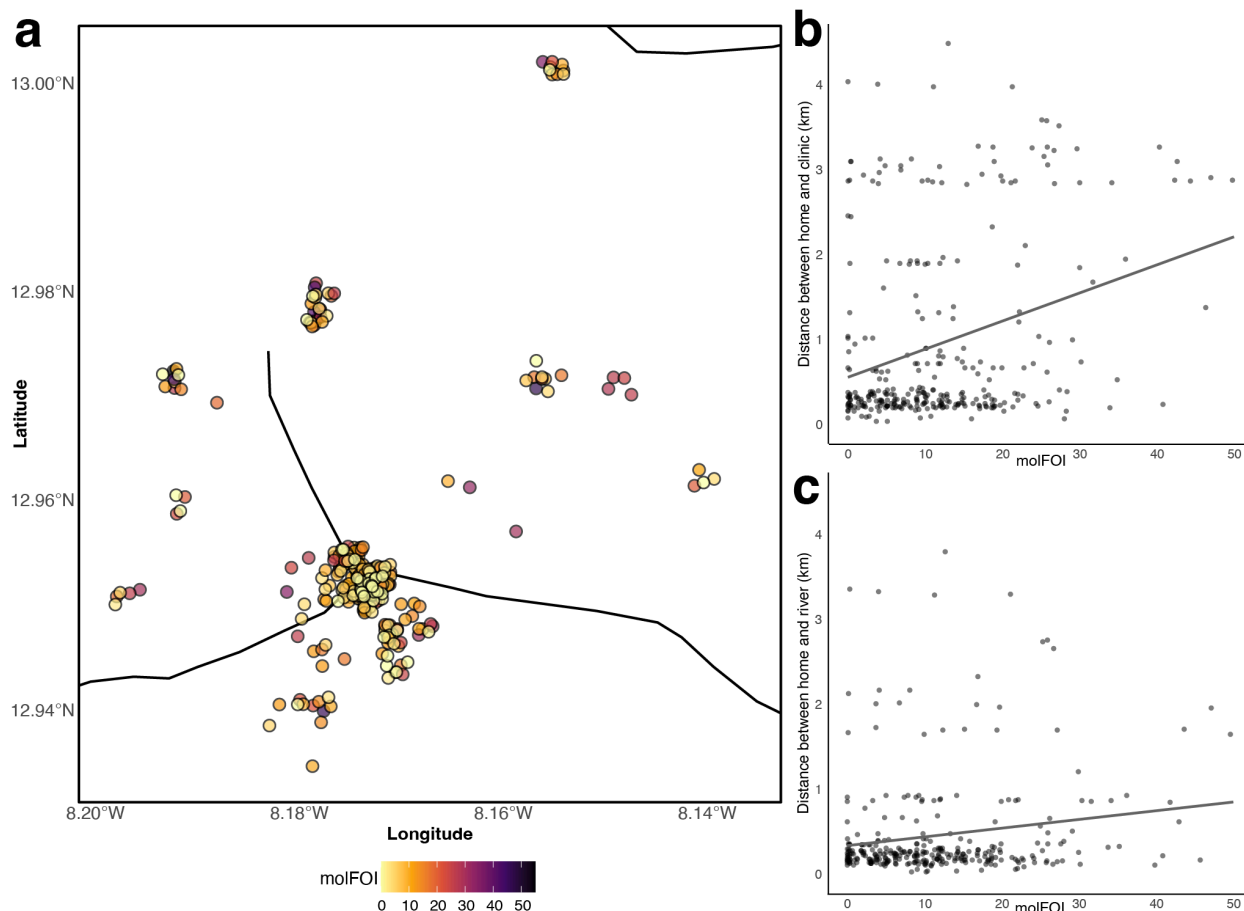 a
13.00°N
12.98°N
12.96°N
12.94°N
Latitude
8.20°W 8.18°W 8.16°W 8.14°W
Longitude
molFOI
0 10 20 30 40 50
b
Distance between home and clinic (km)
4
3
2
1
0
0 10 20 30 40 50
molFOI
c
Distance between home and river (km)
4
3
2
1
0
0 10 20 30 40 50
molFOI